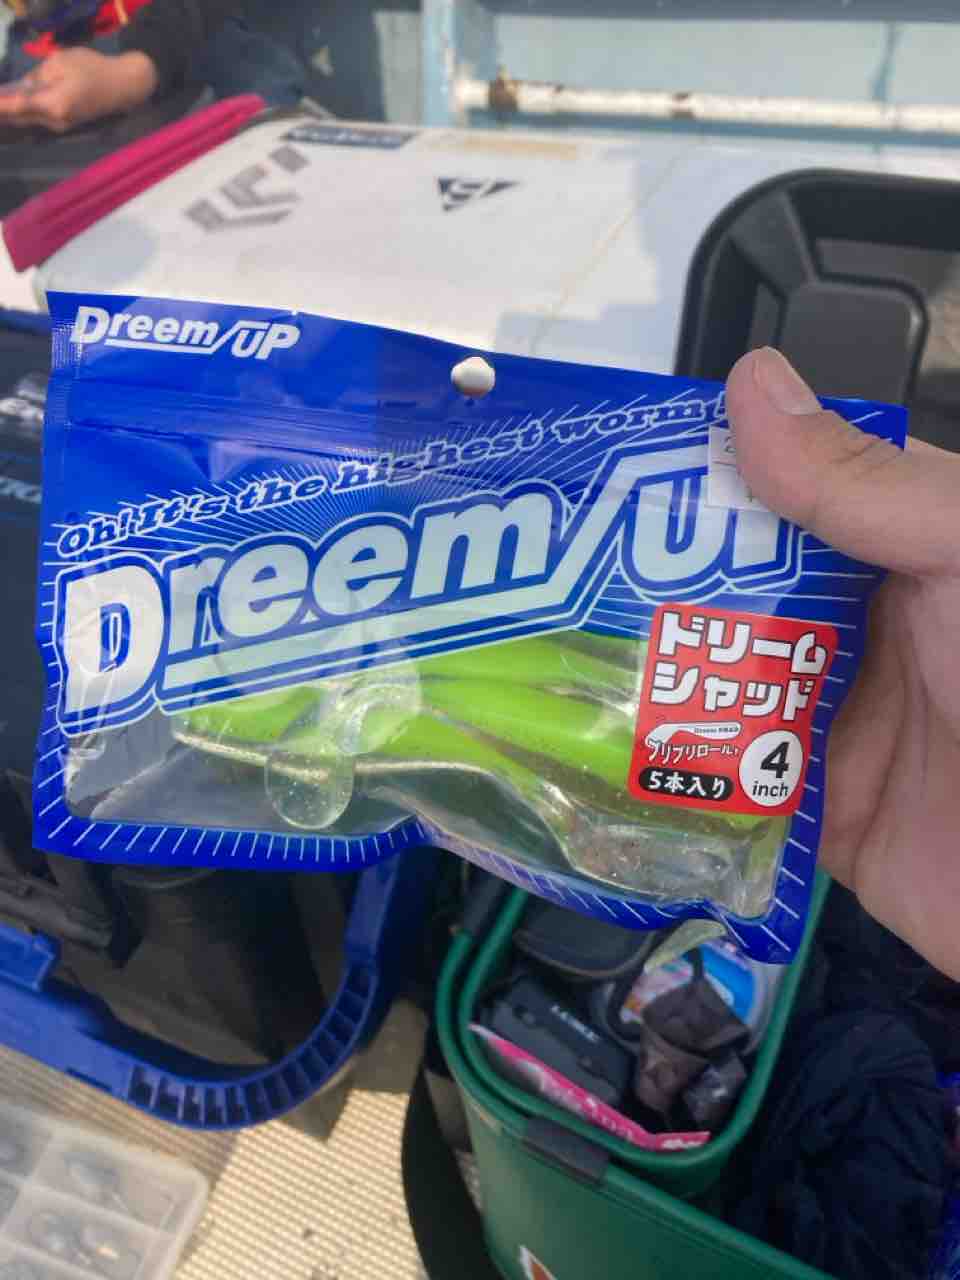 Dreem/UP
Oh! It's the highest worm!
Dreem/UP
ドリーム
シャッド
プリプリロール!
5本入り
4
inch